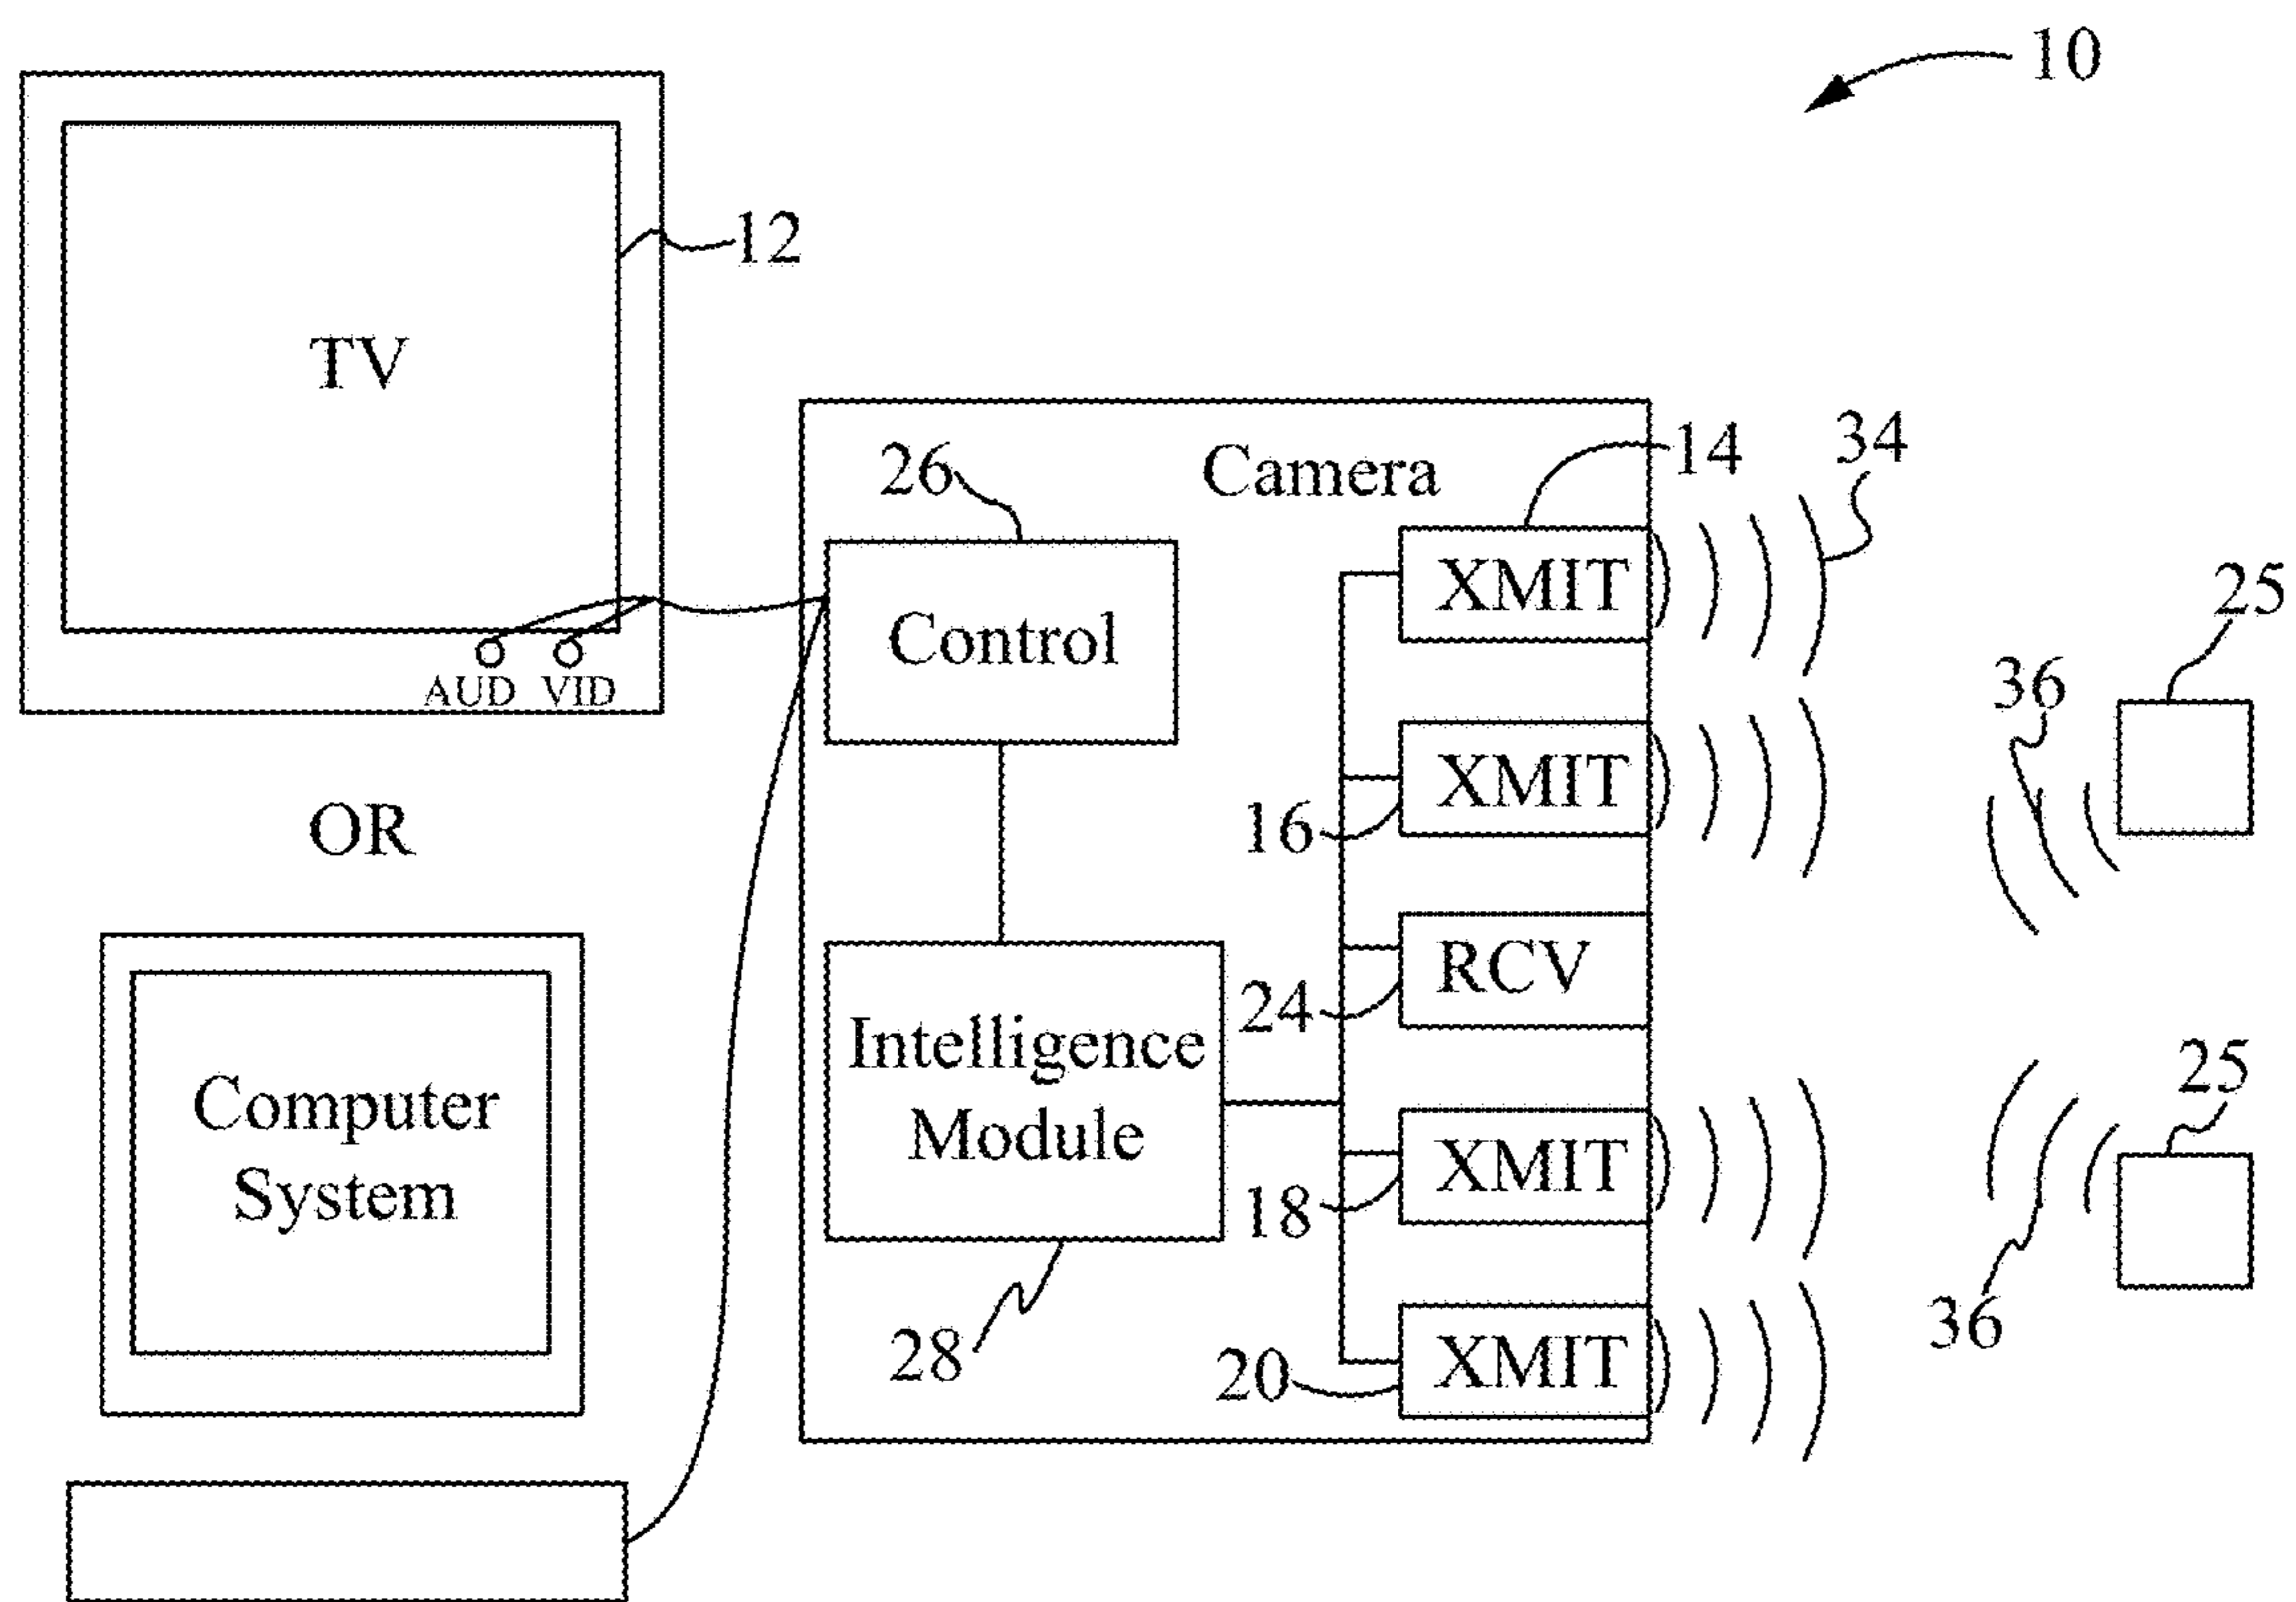 10
12
TV
AUD VID
OR
Computer
System
Camera
26
Control
Intelligence
Module
28
14
XMIT
34
16
XMIT
24
RCV
18
XMIT
20
XMIT
25
36
25
36